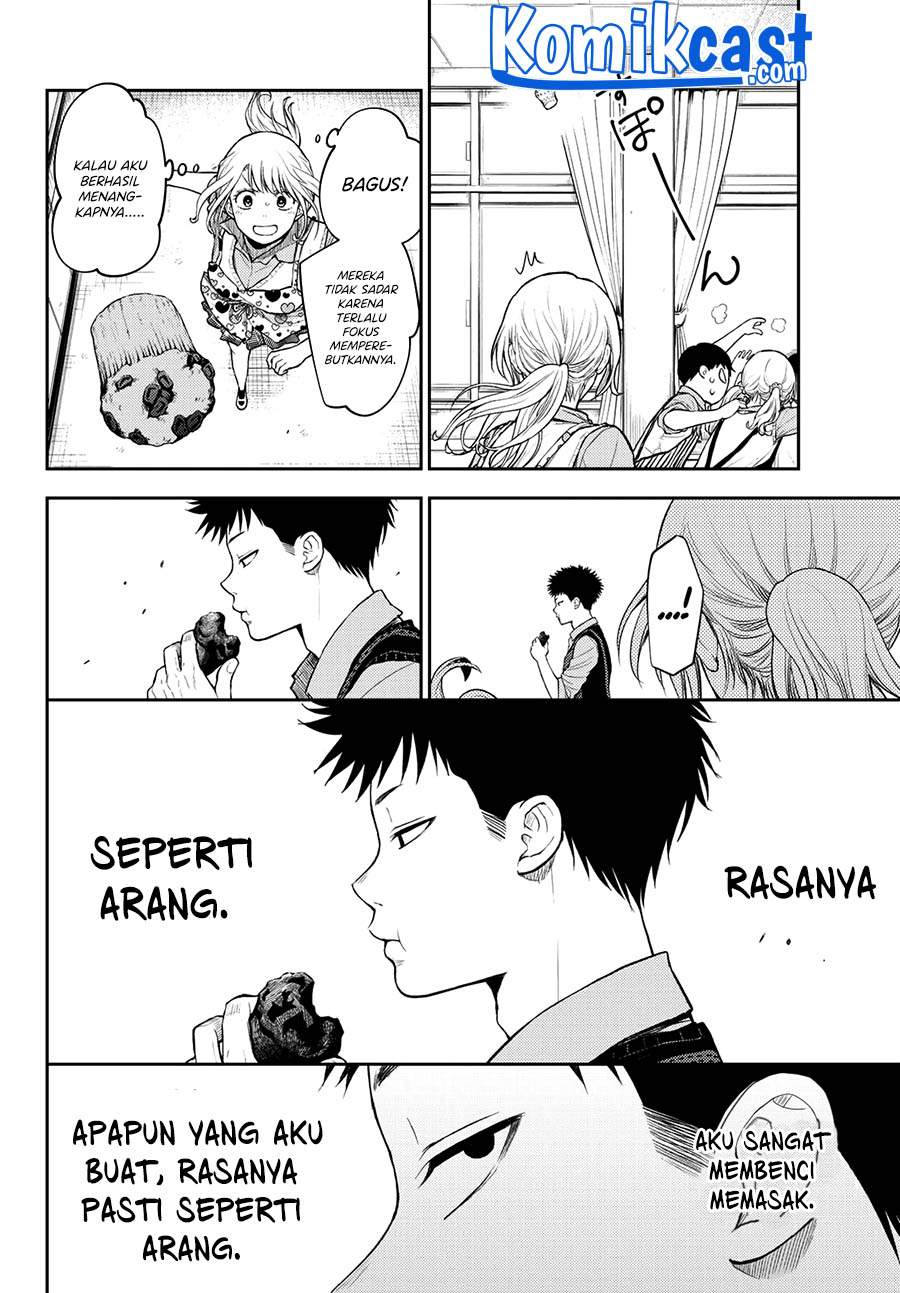 Komikcast
.com
すぽーん
BAGUS!
MEREKA
TIDAK SADAR
KARENA
TERLALU
FOKUS
MEMPERE-
BUTKANNYA.
KALAU AKU
BERHASIL
MENANG-
KAPNYA.....
.....!
RASANYA
SEPERTI
ARANG.
AKU SANGAT
MEMBENCI
MEMASAK.
APAPUN YANG AKU
BUAT, RASANYA
PASTI SEPERTI
ARANG.